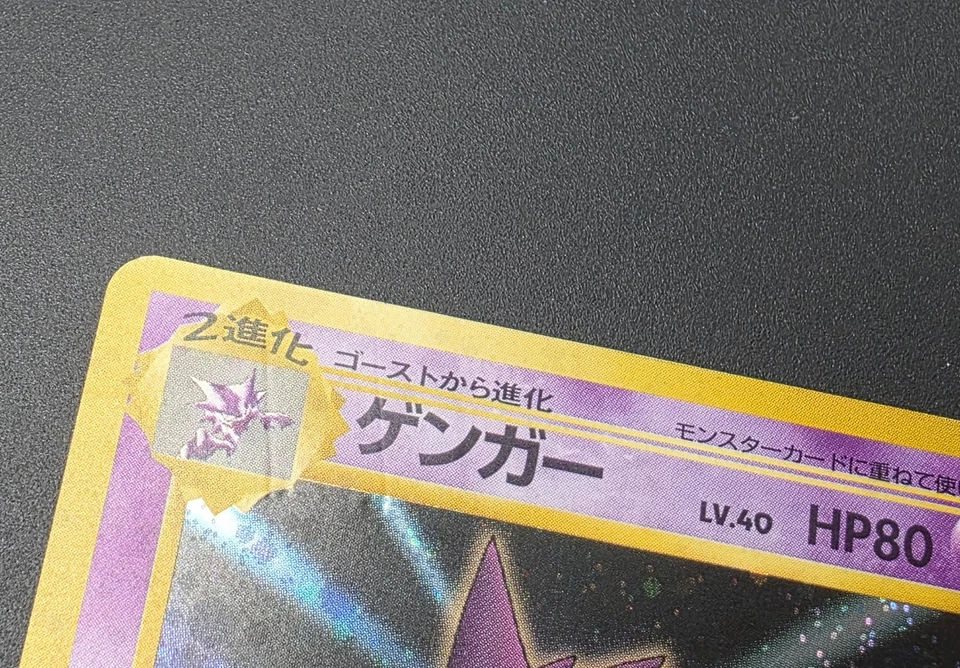 2進化
ゴーストから進化
ゲンガー
モンスターカードに重ねて使
LV.40 HP80